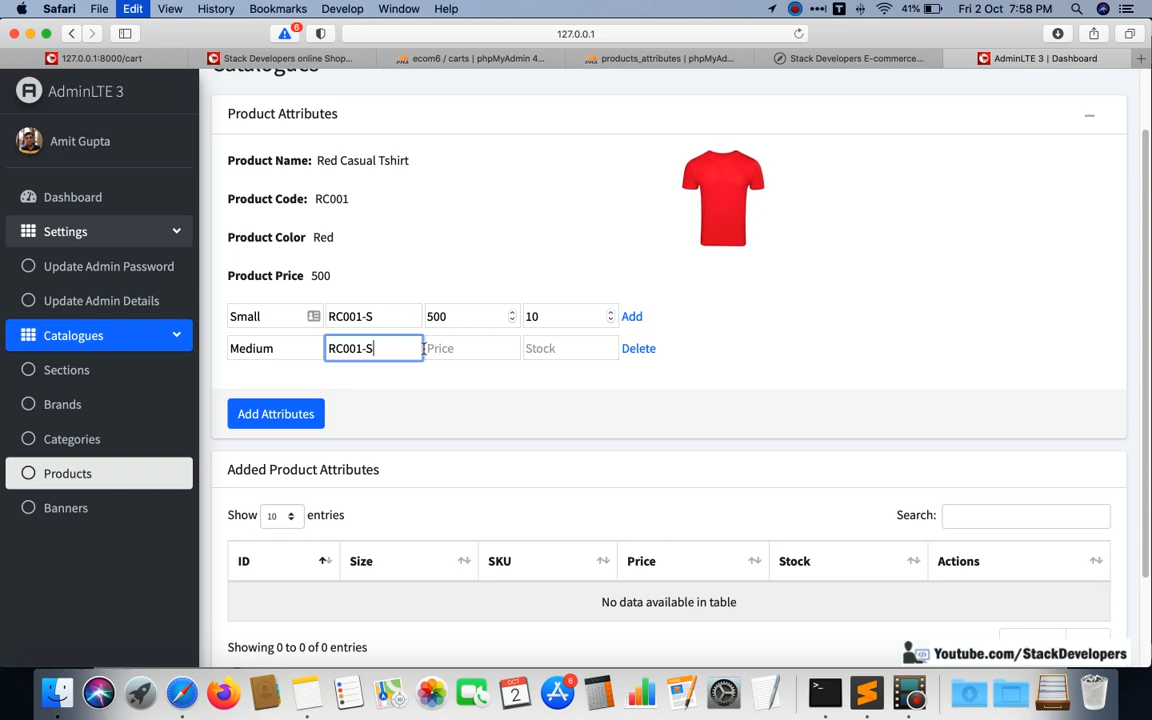 Safari File Edit View History Bookmarks Develop Window Help
41% Fri 2 Oct 7:58 PM
6
127.0.0.1
127.0.0.1:8000/cart
Stack Developers online Shop...
ecom6 / carts | phpMyAdmin 4....
products_attributes | phpMyAd...
Stack Developers E-commerce...
AdminLTE 3 | Dashboard
AdminLTE 3
Amit Gupta
Dashboard
Settings
Update Admin Password
Update Admin Details
Catalogues
Sections
Brands
Categories
Products
Banners
Catalogues
Product Attributes
Product Name: Red Casual Tshirt
Product Code: RC001
Product Color Red
Product Price 500
Small RC001-S 500 10 Add
Medium RC001-S Price Stock Delete
Add Attributes
Added Product Attributes
Show 10 entries Search:
ID Size SKU Price Stock Actions
No data available in table
Showing 0 to 0 of 0 entries
Youtube.com/StackDevelopers
OCT
2
6